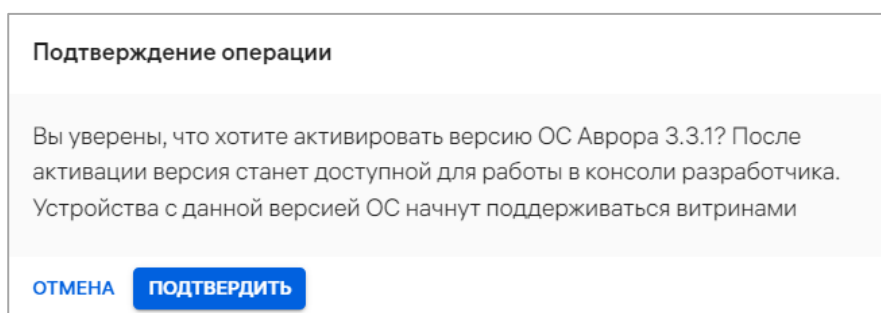 Подтверждение операции
Вы уверены, что хотите активировать версию ОС Аврора 3.3.1? После
активации версия станет доступной для работы в консоли разработчика.
Устройства с данной версией ОС начнут поддерживаться витринами
ОТМЕНА ПОДТВЕРДИТЬ